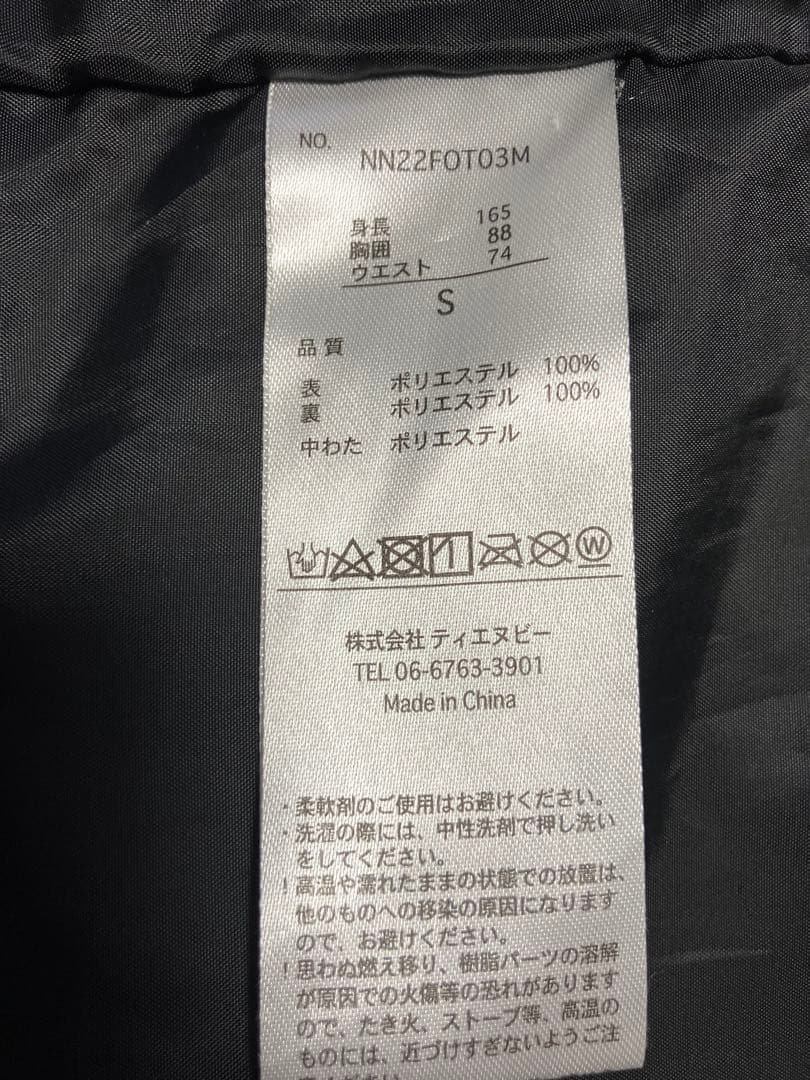 NO. NN22FOT03M
身長 165
胸囲 88
ウエスト 74
S
品質
表 ポリエステル 100%
裏 ポリエステル 100%
中わた ポリエステル
W
株式会社 ティエヌビー
TEL 06-6763-3901
Made in China
・柔軟剤のご使用はお避けください。
・洗濯の際には、中性洗剤で押し洗い
をしてください。
！高温や濡れたままの状態での放置は、
他のものへの移染の原因になります
ので、お避けください。
！思わぬ燃え移り、樹脂パーツの溶解
が原因での火傷等の恐れがあります
ので、たき火、ストーブ等、高温の
ものには、近づけすぎないようご注